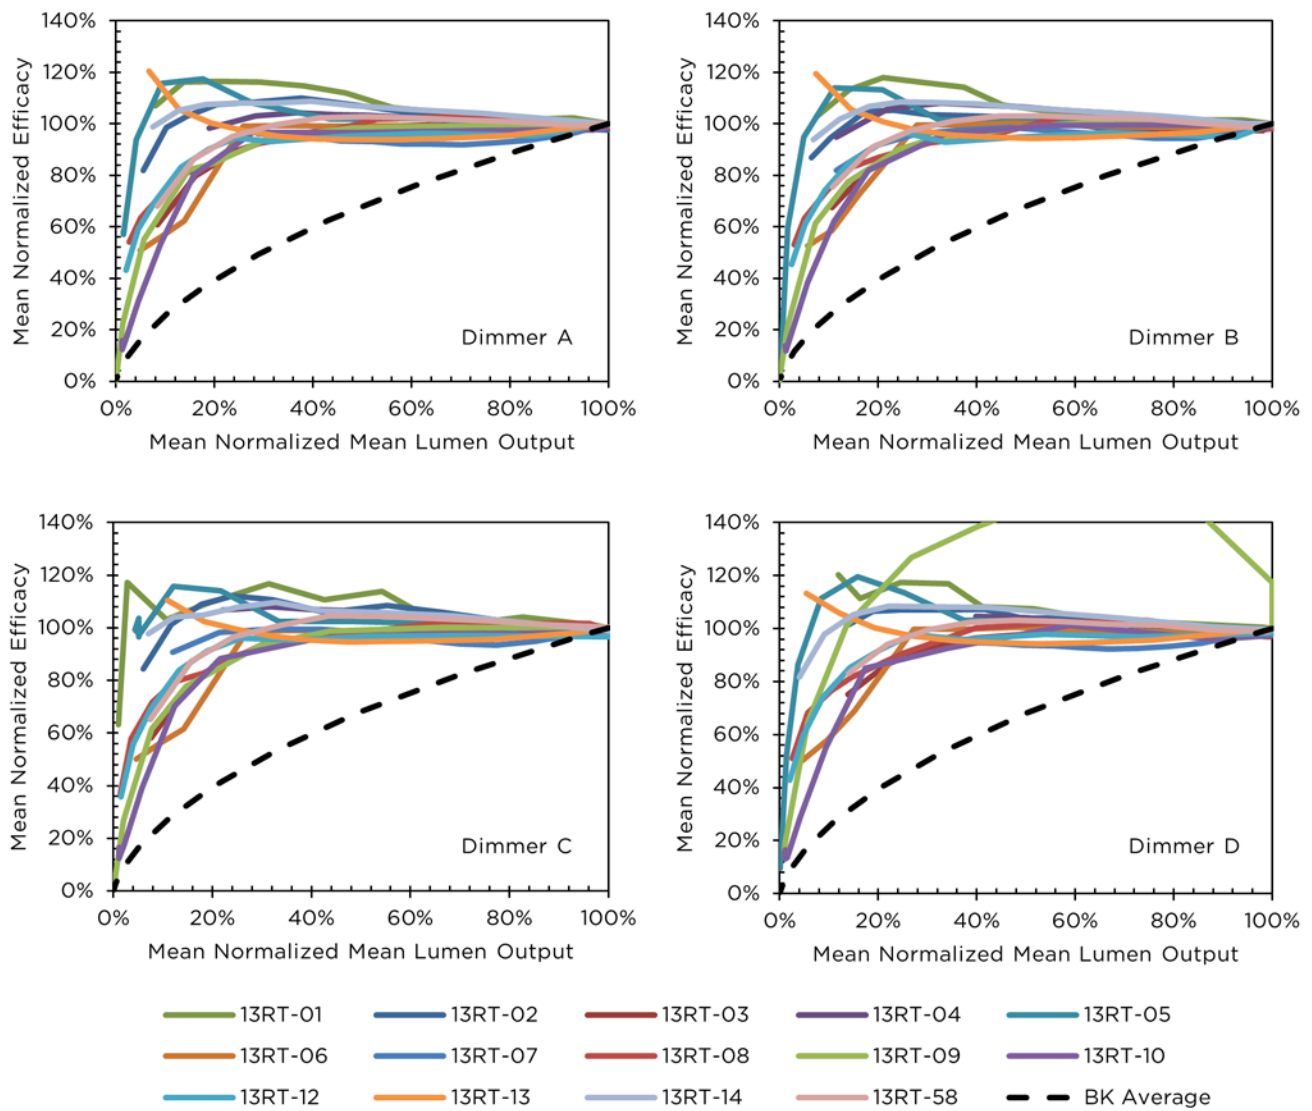 140%
120%
100%
80%
60%
40%
20%
0%
Mean Normalized Efficacy
Dimmer A
0% 20% 40% 60% 80% 100%
Mean Normalized Mean Lumen Output
140%
120%
100%
80%
60%
40%
20%
0%
Mean Normalized Efficacy
Dimmer B
0% 20% 40% 60% 80% 100%
Mean Normalized Mean Lumen Output
140%
120%
100%
80%
60%
40%
20%
0%
Mean Normalized Efficacy
Dimmer C
0% 20% 40% 60% 80% 100%
Mean Normalized Mean Lumen Output
140%
120%
100%
80%
60%
40%
20%
0%
Mean Normalized Efficacy
Dimmer D
0% 20% 40% 60% 80% 100%
Mean Normalized Mean Lumen Output
13RT-01 13RT-02 13RT-03 13RT-04 13RT-05
13RT-06 13RT-07 13RT-08 13RT-09 13RT-10
13RT-12 13RT-13 13RT-14 13RT-58 BK Average